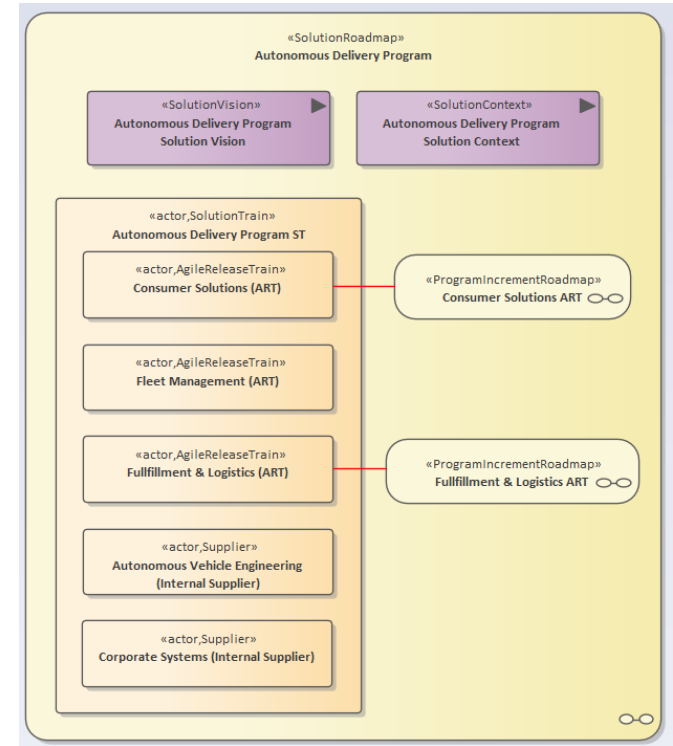 «SolutionRoadmap»
Autonomous Delivery Program
«SolutionVision»
Autonomous Delivery Program
Solution Vision
«SolutionContext»
Autonomous Delivery Program
Solution Context
«actor,SolutionTrain»
Autonomous Delivery Program ST
«actor,AgileReleaseTrain»
Consumer Solutions (ART)
«ProgramIncrementRoadmap»
Consumer Solutions ART
«actor,AgileReleaseTrain»
Fleet Management (ART)
«actor,AgileReleaseTrain»
Fullfillment & Logistics (ART)
«ProgramIncrementRoadmap»
Fullfillment & Logistics ART
«actor,Supplier»
Autonomous Vehicle Engineering
(Internal Supplier)
«actor,Supplier»
Corporate Systems (Internal Supplier)